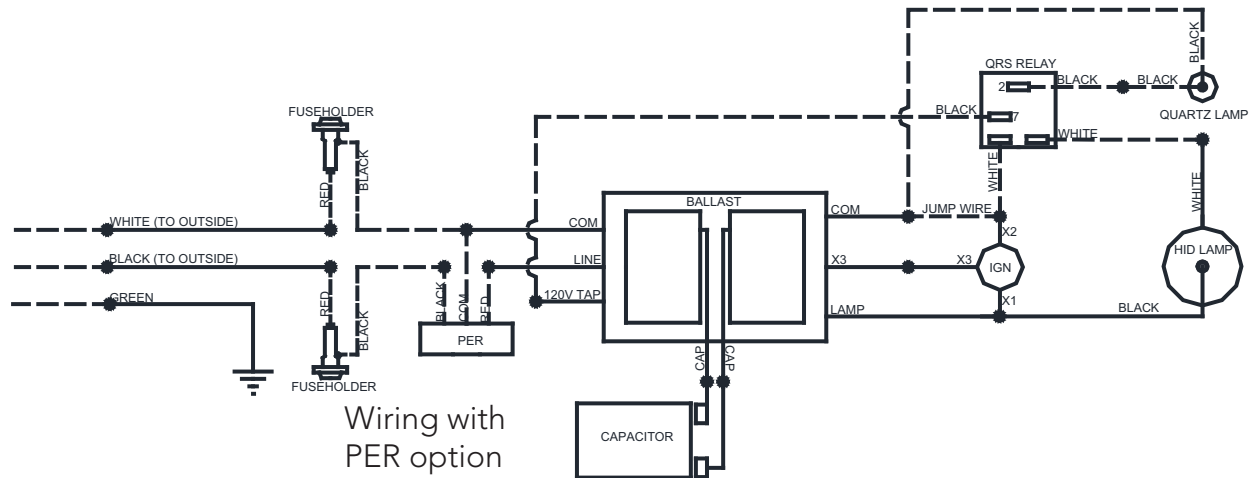 BLACK
QRS RELAY
2
BLACK
BLACK
QUARTZ LAMP
FUSEHOLDER
BLACK
7
WHITE
RED
BLACK
WHITE
WHITE
BALLAST
WHITE (TO OUTSIDE)
COM
COM
JUMP WIRE
X2
HID LAMP
BLACK (TO OUTSIDE)
LINE
X3
X3
IGN
GREEN
RED
BLACK
BLACK
COM
RED
120V TAP
LAMP
X1
BLACK
PER
CAP
CAP
FUSEHOLDER
Wiring with
PER option
CAPACITOR